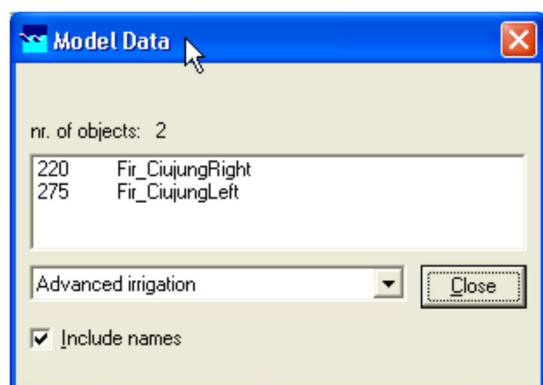 Model Data
nr. of objects: 2
220 Fir_CiujungRight
275 Fir_CiujungLeft
Advanced irrigation
Close
Include names